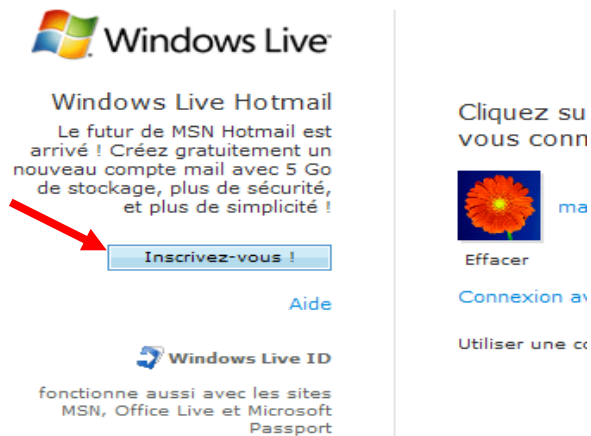 Windows Live
Windows Live Hotmail
Le futur de MSN Hotmail est
arrivé ! Créez gratuitement un
nouveau compte mail avec 5 Go
de stockage, plus de sécurité,
et plus de simplicité !
Inscrivez-vous !
Aide
Windows Live ID
fonctionne aussi avec les sites
MSN, Office Live et Microsoft
Passport
Cliquez su
vous conn
ma
Effacer
Connexion av
Utiliser une co